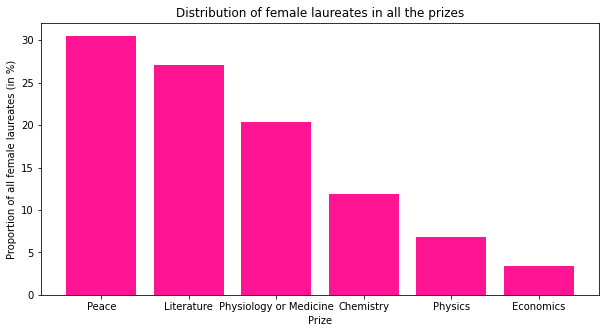 Distribution of female laureates in all the prizes
Proportion of all female laureates (in %)
30
25
20
15
10
5
0
Peace Literature Physiology or Medicine Chemistry Physics Economics
Prize